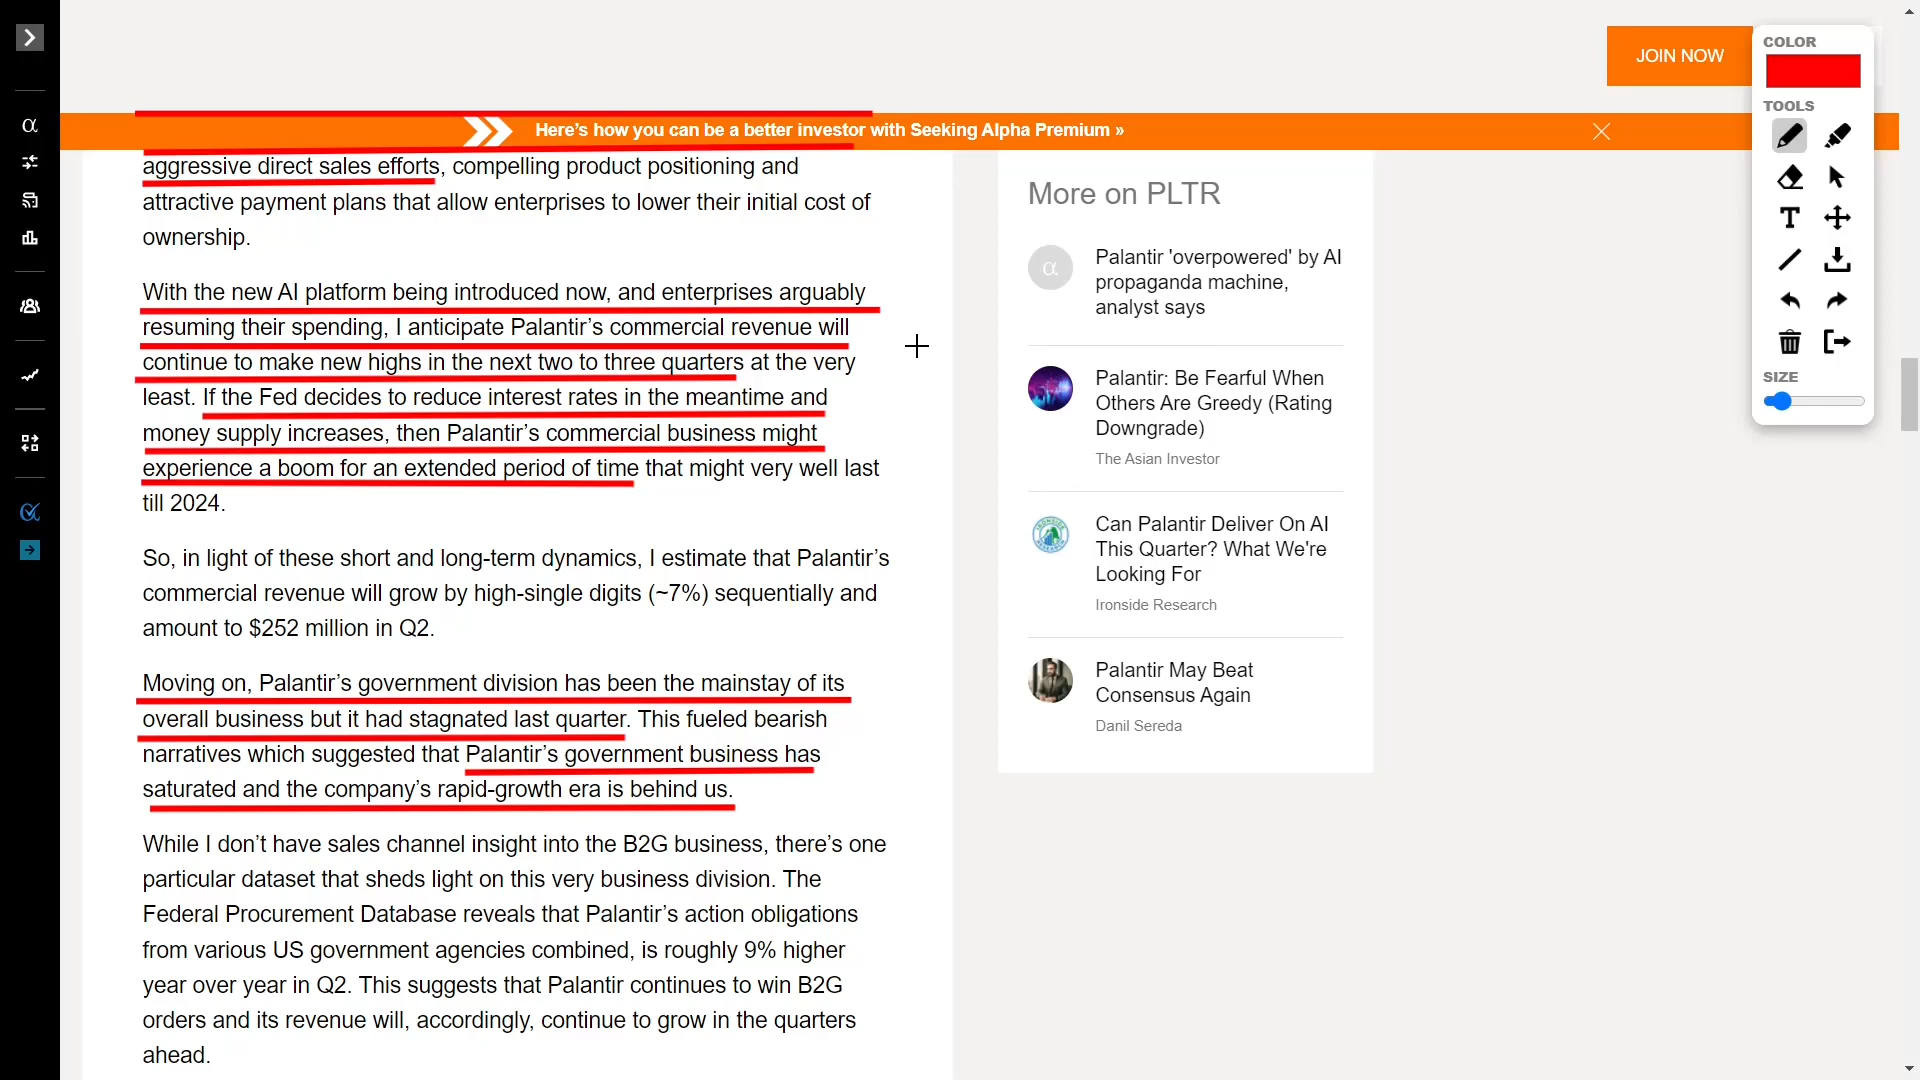 JOIN NOW
COLOR
TOOLS
SIZE
Here’s how you can be a better investor with Seeking Alpha Premium »
aggressive direct sales efforts, compelling product positioning and
attractive payment plans that allow enterprises to lower their initial cost of
ownership.
With the new AI platform being introduced now, and enterprises arguably
resuming their spending, I anticipate Palantir’s commercial revenue will
continue to make new highs in the next two to three quarters at the very
least. If the Fed decides to reduce interest rates in the meantime and
money supply increases, then Palantir’s commercial business might
experience a boom for an extended period of time that might very well last
till 2024.
So, in light of these short and long-term dynamics, I estimate that Palantir’s
commercial revenue will grow by high-single digits (~7%) sequentially and
amount to $252 million in Q2.
Moving on, Palantir’s government division has been the mainstay of its
overall business but it had stagnated last quarter. This fueled bearish
narratives which suggested that Palantir’s government business has
saturated and the company’s rapid-growth era is behind us.
While I don’t have sales channel insight into the B2G business, there’s one
particular dataset that sheds light on this very business division. The
Federal Procurement Database reveals that Palantir’s action obligations
from various US government agencies combined, is roughly 9% higher
year over year in Q2. This suggests that Palantir continues to win B2G
orders and its revenue will, accordingly, continue to grow in the quarters
ahead.
More on PLTR
Palantir 'overpowered' by AI
propaganda machine,
analyst says
Palantir: Be Fearful When
Others Are Greedy (Rating
Downgrade)
The Asian Investor
Can Palantir Deliver On AI
This Quarter? What We're
Looking For
Ironside Research
Palantir May Beat
Consensus Again
Danil Sereda